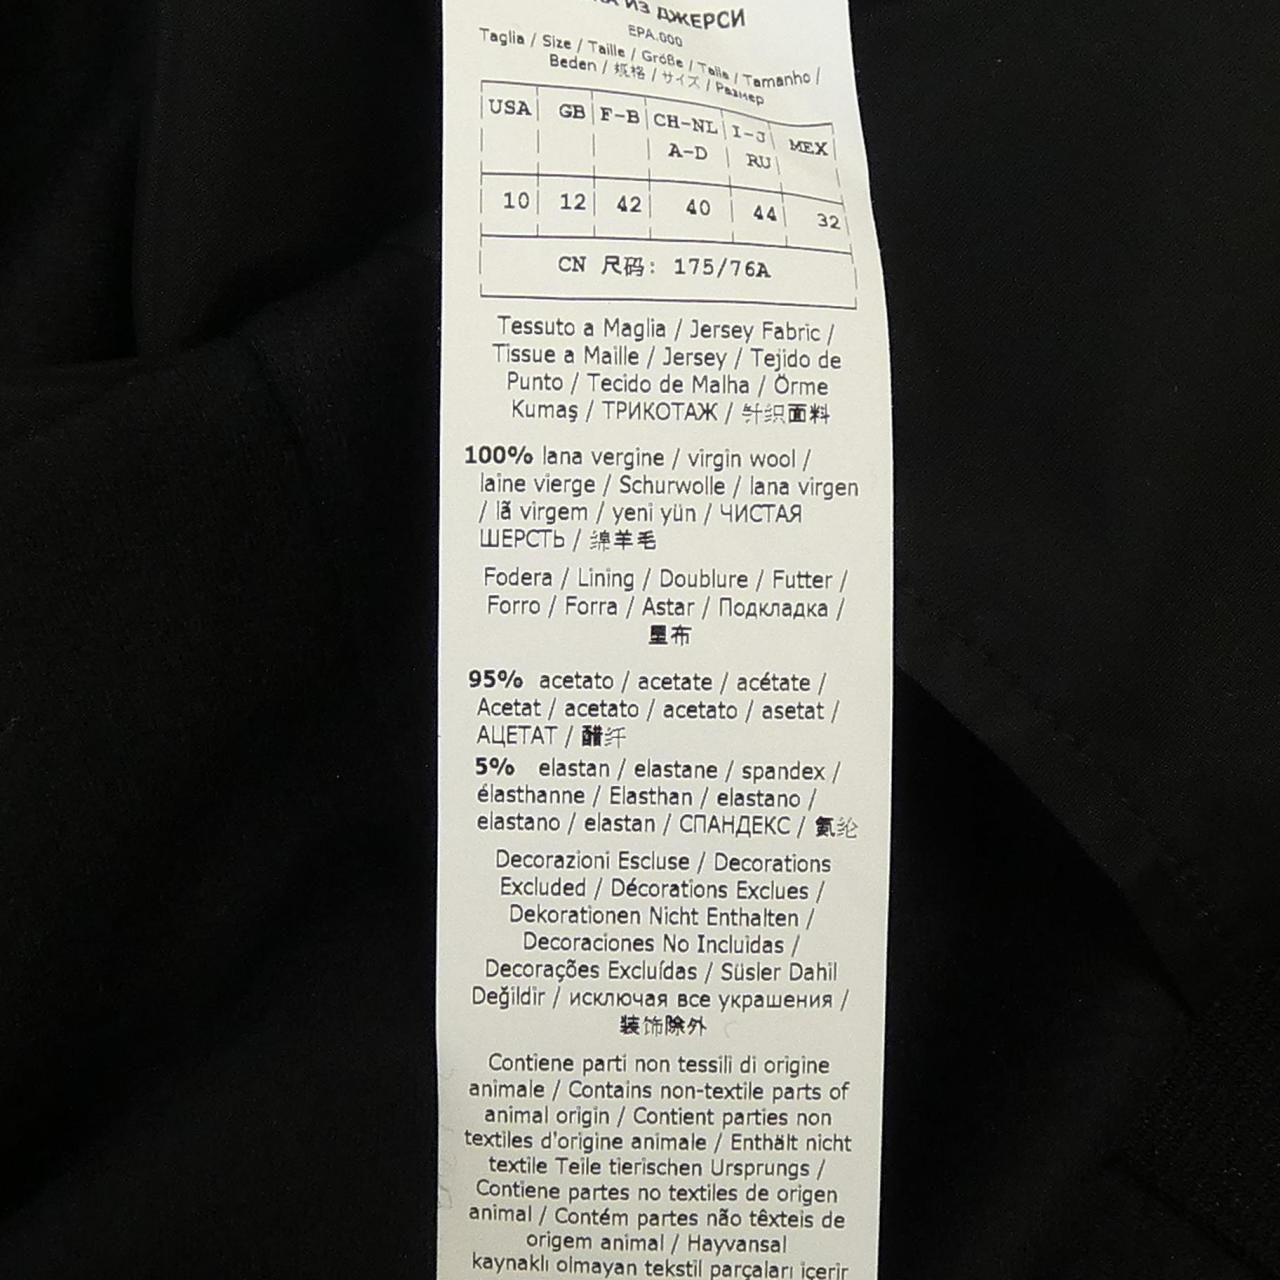 ИЗ ДЖЕРСИ
EPA.000
Taglia / Size / Taille / Größe / Talla / Tamanho /
Beden / 规格 / サイズ / Размер
USA GB F-B CH-NL I-J MEX
A-D RU
10 12 42 40 44 32
CN 尺码: 175/76A
Tessuto a Maglia / Jersey Fabric /
Tissue a Maille / Jersey / Tejido de
Punto / Tecido de Malha / Örme
Kumaş / ТРИКОТАЖ / 针织面料
100% lana vergine / virgin wool /
laine vierge / Schurwolle / lana virgen
/ lã virgem / yeni yün / ЧИСТАЯ
ШЕРСТЬ / 绵羊毛
Fodera / Lining / Doublure / Futter /
Forro / Forra / Astar / Подкладка /
里布
95% acetato / acetate / acétate /
Acetat / acetato / acetato / asetat /
АЦЕТАТ / 醋纤
5% elastan / elastane / spandex /
élasthanne / Elasthan / elastano /
elastano / elastan / СПАНДЕКС / 氨纶
Decorazioni Escluse / Decorations
Excluded / Décorations Exclues /
Dekorationen Nicht Enthalten /
Decoraciones No Incluidas /
Decorações Excluídas / Süsler Dahil
Değildir / исключая все украшения /
装饰除外
Contiene parti non tessili di origine
animale / Contains non-textile parts of
animal origin / Contient parties non
textiles d'origine animale / Enthält nicht
textile Teile tierischen Ursprungs /
Contiene partes no textiles de origen
animal / Contém partes não têxteis de
origem animal / Hayvansal
kaynaklı olmayan tekstil parçaları içerir